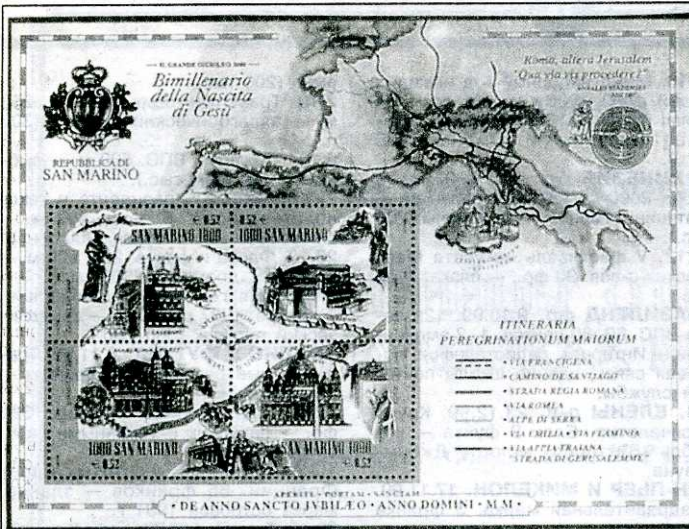 IL GRANDE GIUBILEO 2000
Bimillenario
della Nascita
di Gesù
REPUBBLICA DI
SAN MARINO
Roma, altera Jerusalem
"Qua via vis procedere?"
€ 0.52
SAN MARINO 1000
€ 0.52
1000 SAN MARINO
1000 SAN MARINO
€ 0.52
SAN MARINO 1000
€ 0.52
ITINERARIA
PEREGRINATIONUM MAIORUM
• VIA FRANCIGENA
• CAMINO DE SANTIAGO
• STRADA REGIA ROMANA
• VIA ROMEA
• ALPE DI SERRA
• VIA EMILIA • VIA FLAMINIA
• VIA APPIA TRAIANA
"STRADA DI GERUSALEMME"
APERITE • PORTAM • SANCTAM
• DE ANNO SANCTO JVBILÆO • ANNO DOMINI • M.M •